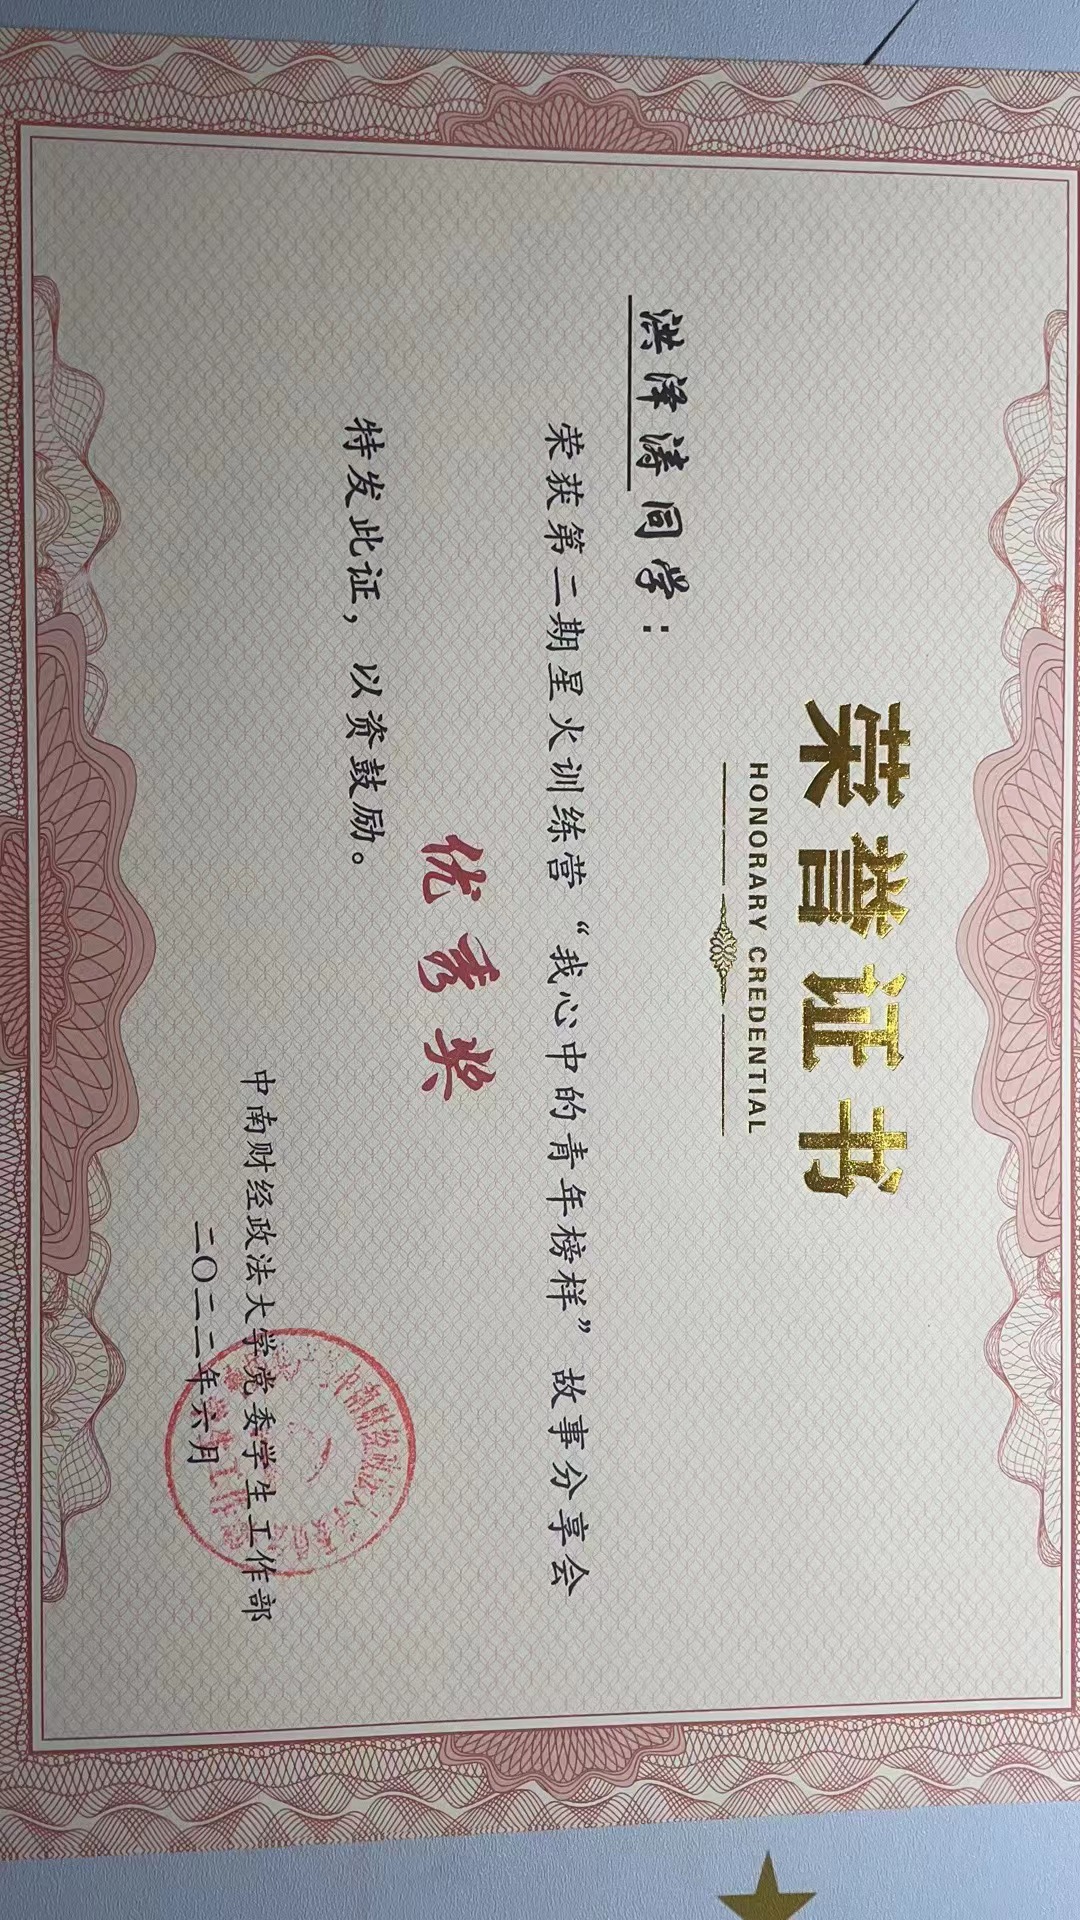 荣誉证书
HONORARY CREDENTIAL
洪泽涛同学：
荣获第二期星火训练营“我心中的青年榜样”故事分享会
优秀奖
特发此证，以资鼓励。
中南财经政法大学党委学生工作部
二〇二二年六月
中南财经政法大学委员会
学生工作部